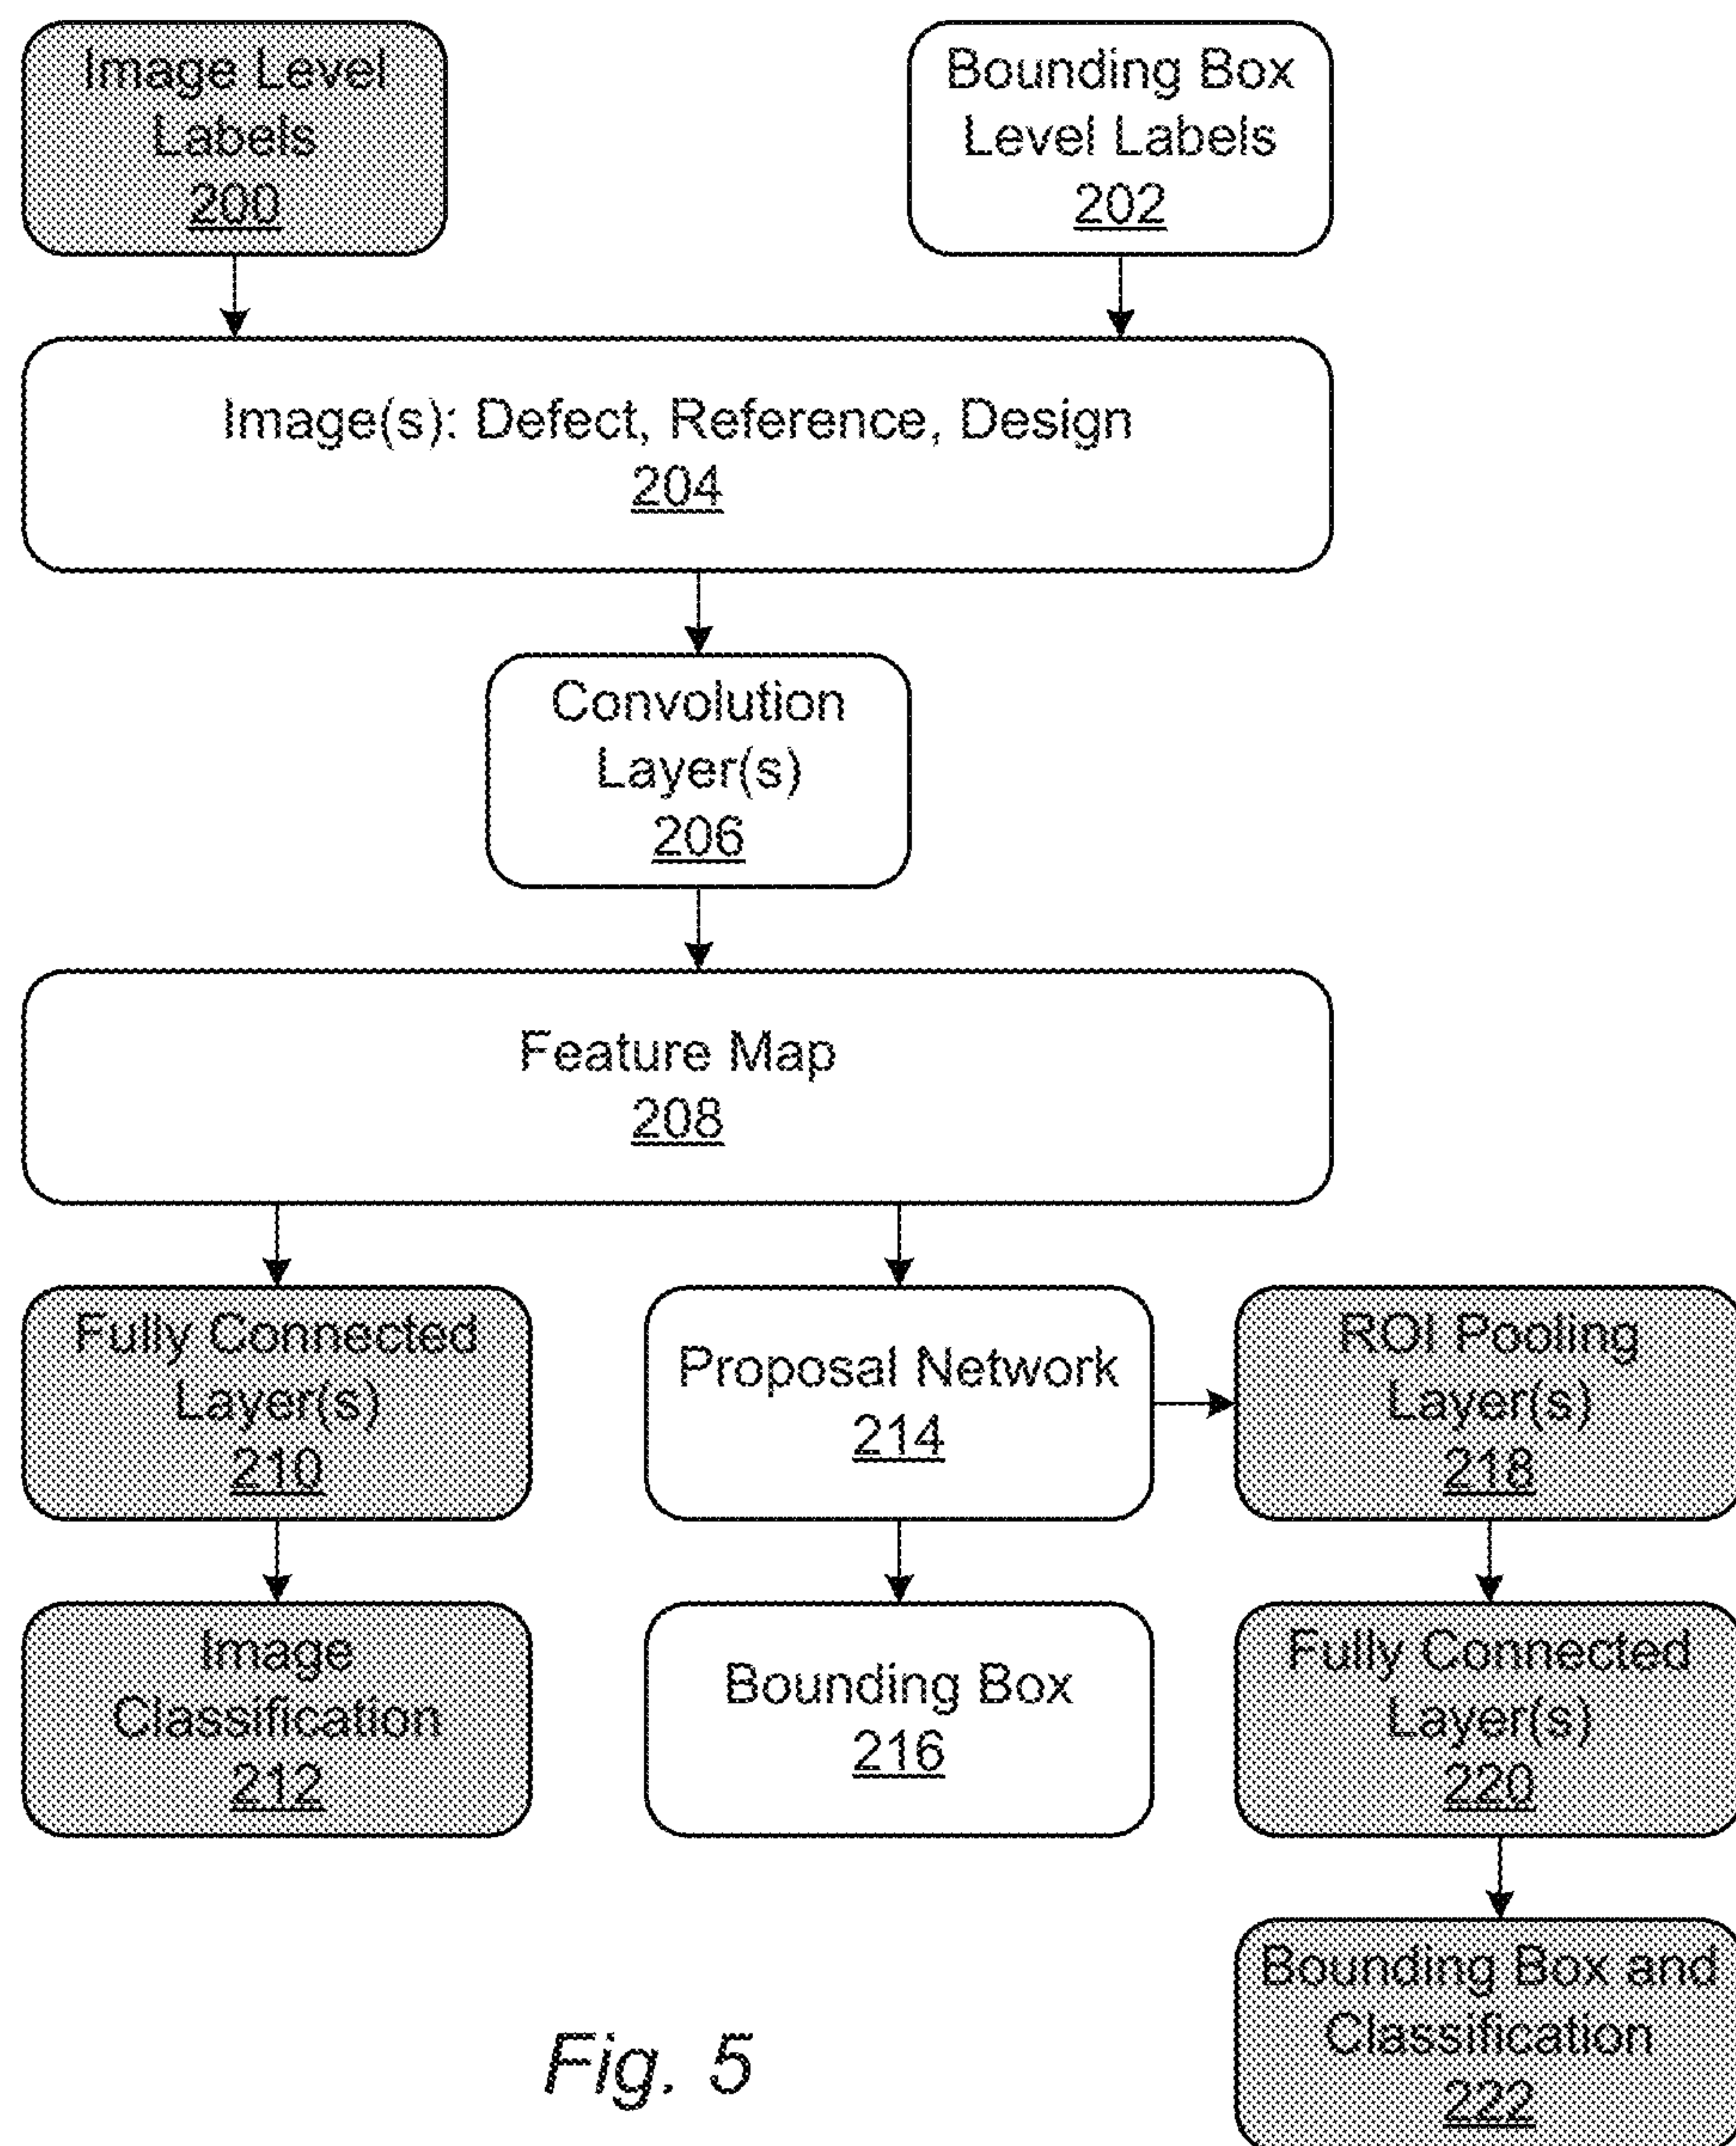 Image Level
Labels
200
Bounding Box
Level Labels
202
Image(s): Defect, Reference, Design
204
Convolution
Layer(s)
206
Feature Map
208
Fully Connected
Layer(s)
210
Proposal Network
214
ROI Pooling
Layer(s)
218
Image
Classification
212
Bounding Box
216
Fully Connected
Layer(s)
220
Bounding Box and
Classification
222
Fig. 5